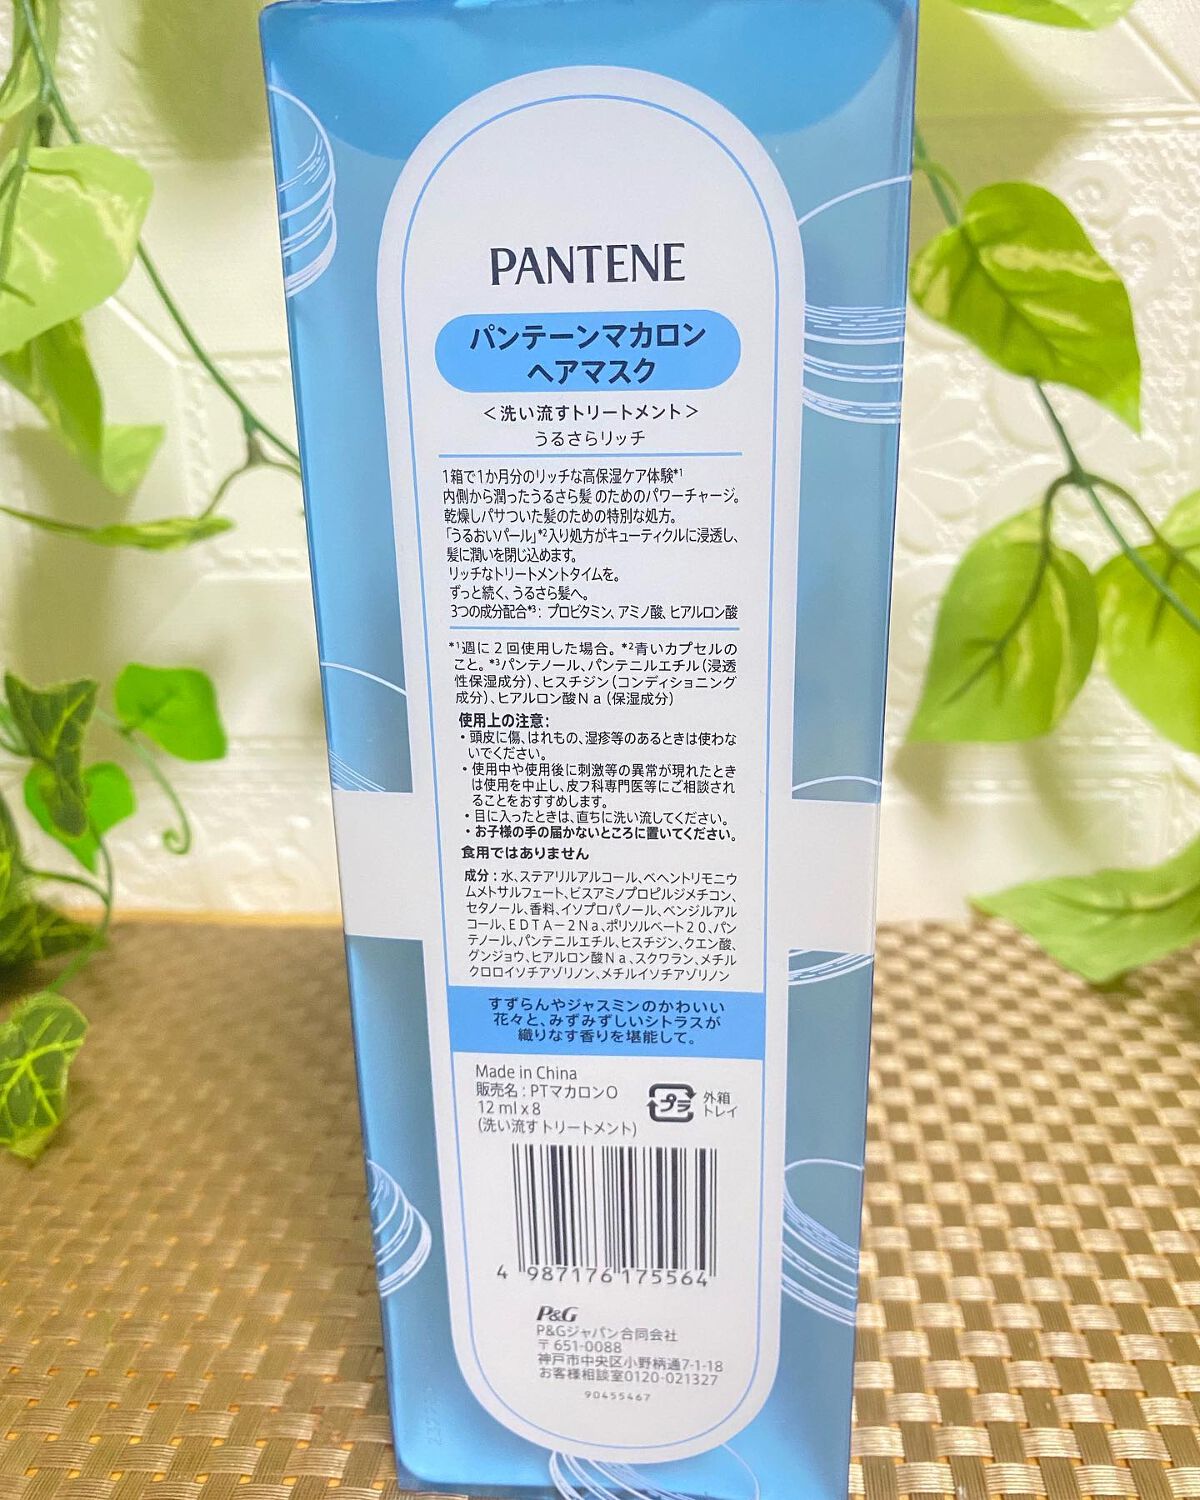 PANTENE
パンテーンマカロン
ヘアマスク
＜洗い流すトリートメント＞
うるさらリッチ
1箱で1か月分のリッチな高保湿ケア体験*1
内側から潤ったうるさら髪 のためのパワーチャージ。
乾燥しパサついた髪のための特別な処方。
「うるおいパール」*2入り処方がキューティクルに浸透し、
髪に潤いを閉じ込めます。
リッチなトリートメントタイムを。
ずっと続く、うるさら髪へ。
3つの成分配合*3: プロビタミン、アミノ酸、ヒアルロン酸
*1週に2回使用した場合。*2青いカプセルの
こと。*3パンテノール、パンテニルエチル（浸透
性保湿成分）、ヒスチジン（コンディショニング
成分）、ヒアルロン酸Na（保湿成分）
使用上の注意:
・頭皮に傷、はれもの、湿疹等のあるときは使わな
いでください。
・使用中や使用後に刺激等の異常が現れたとき
は使用を中止し、皮フ科専門医等にご相談され
ることをおすすめします。
・目に入ったときは、直ちに洗い流してください。
・お子様の手の届かないところに置いてください。
食用ではありません
成分：水、ステアリルアルコール、ベヘントリモニウ
ムメトサルフェート、ビスアミノプロピルジメチコン、
セタノール、香料、イソプロパノール、ベンジルアル
コール、EDTA－2Na、ポリソルベート20、パン
テノール、パンテニルエチル、ヒスチジン、クエン酸、
グンジョウ、ヒアルロン酸Na、スクワラン、メチル
クロロイソチアゾリノン、メチルイソチアゾリノン
すずらんやジャスミンのかわいい
花々と、みずみずしいシトラスが
織りなす香りを堪能して。
Made in China
販売名：PTマカロンO
12 ml x 8
(洗い流すトリートメント)
プラ
外箱
トレイ
4 987176 175564
P&G
P&Gジャパン合同会社
〒651-0088
神戸市中央区小野柄通7-1-18
お客様相談室0120-021327
90455467